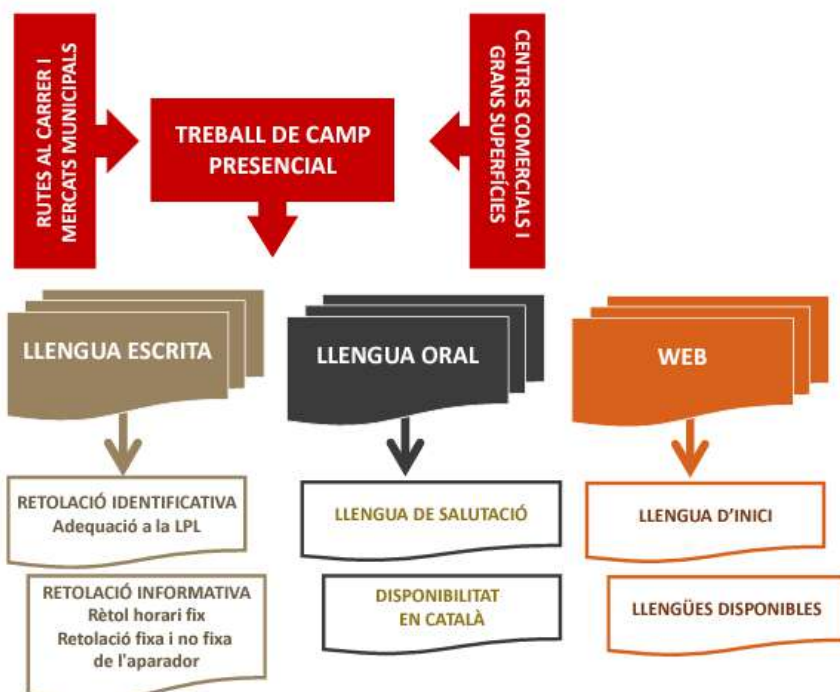 RUTES AL CARRER I
MERCATS MUNICIPALS
TREBALL DE CAMP
PRESENCIAL
CENTRES COMERCIALS I
GRANS SUPERFÍCIES
LLENGUA ESCRITA
LLENGUA ORAL
WEB
RETOLACIÓ IDENTIFICATIVA
Adequació a la LPL
LLENGUA DE SALUTACIÓ
LLENGUA D'INICI
RETOLACIÓ INFORMATIVA
Rètol horari fix
Retolació fixa i no fixa
de l'aparador
DISPONIBILITAT
EN CATALÀ
LLENGÜES DISPONIBLES